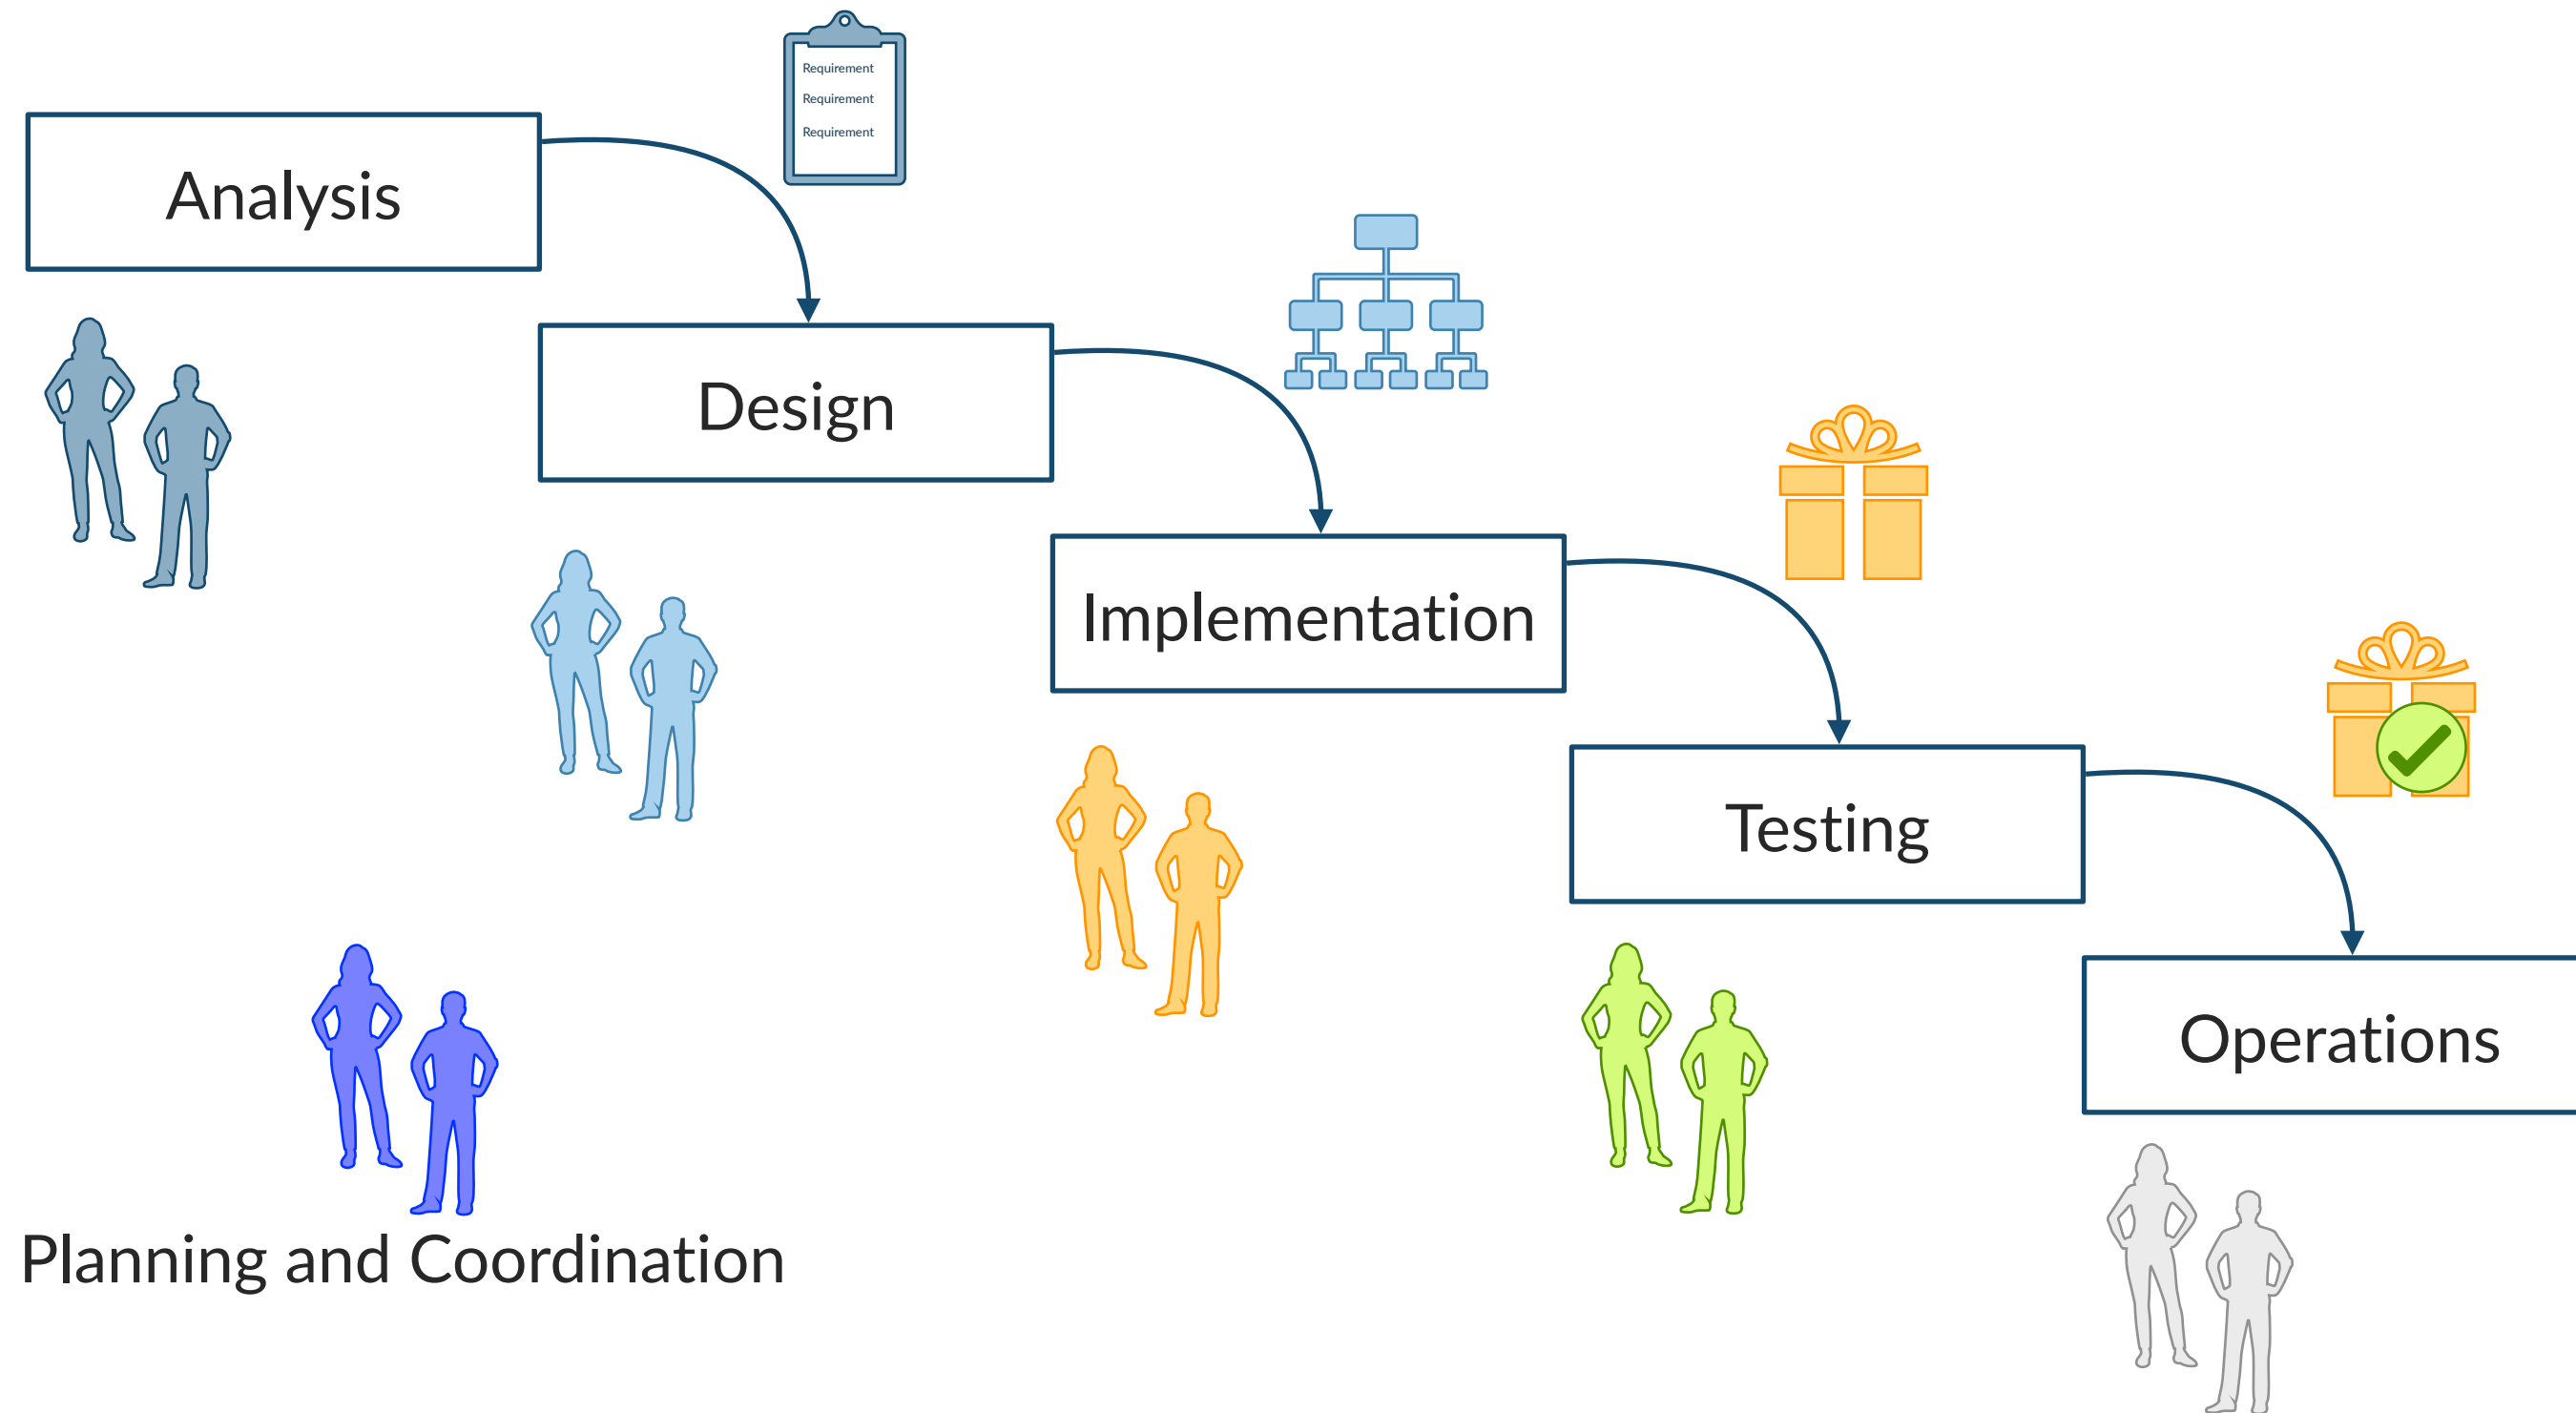 Requirement
Requirement
Requirement
Analysis
Design
Implementation
Testing
Operations
Planning and Coordination